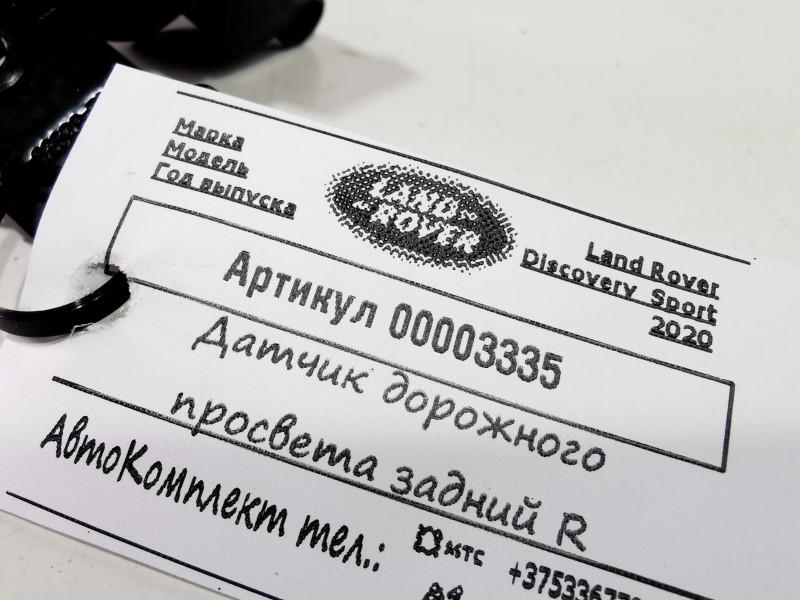 Марка
Модель
Год выпуска
LAND
ROVER
Land Rover
Discovery Sport
2020
Артикул 00003335
Датчик дорожного
просвета задний R
АвтоКомплект тел.:
мтс